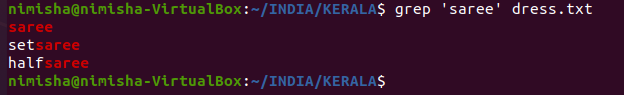 nimisha@nimisha-VirtualBox:~/INDIA/KERALA$ grep 'saree' dress.txt
saree
setsaree
halfsaree
nimisha@nimisha-VirtualBox:~/INDIA/KERALA$